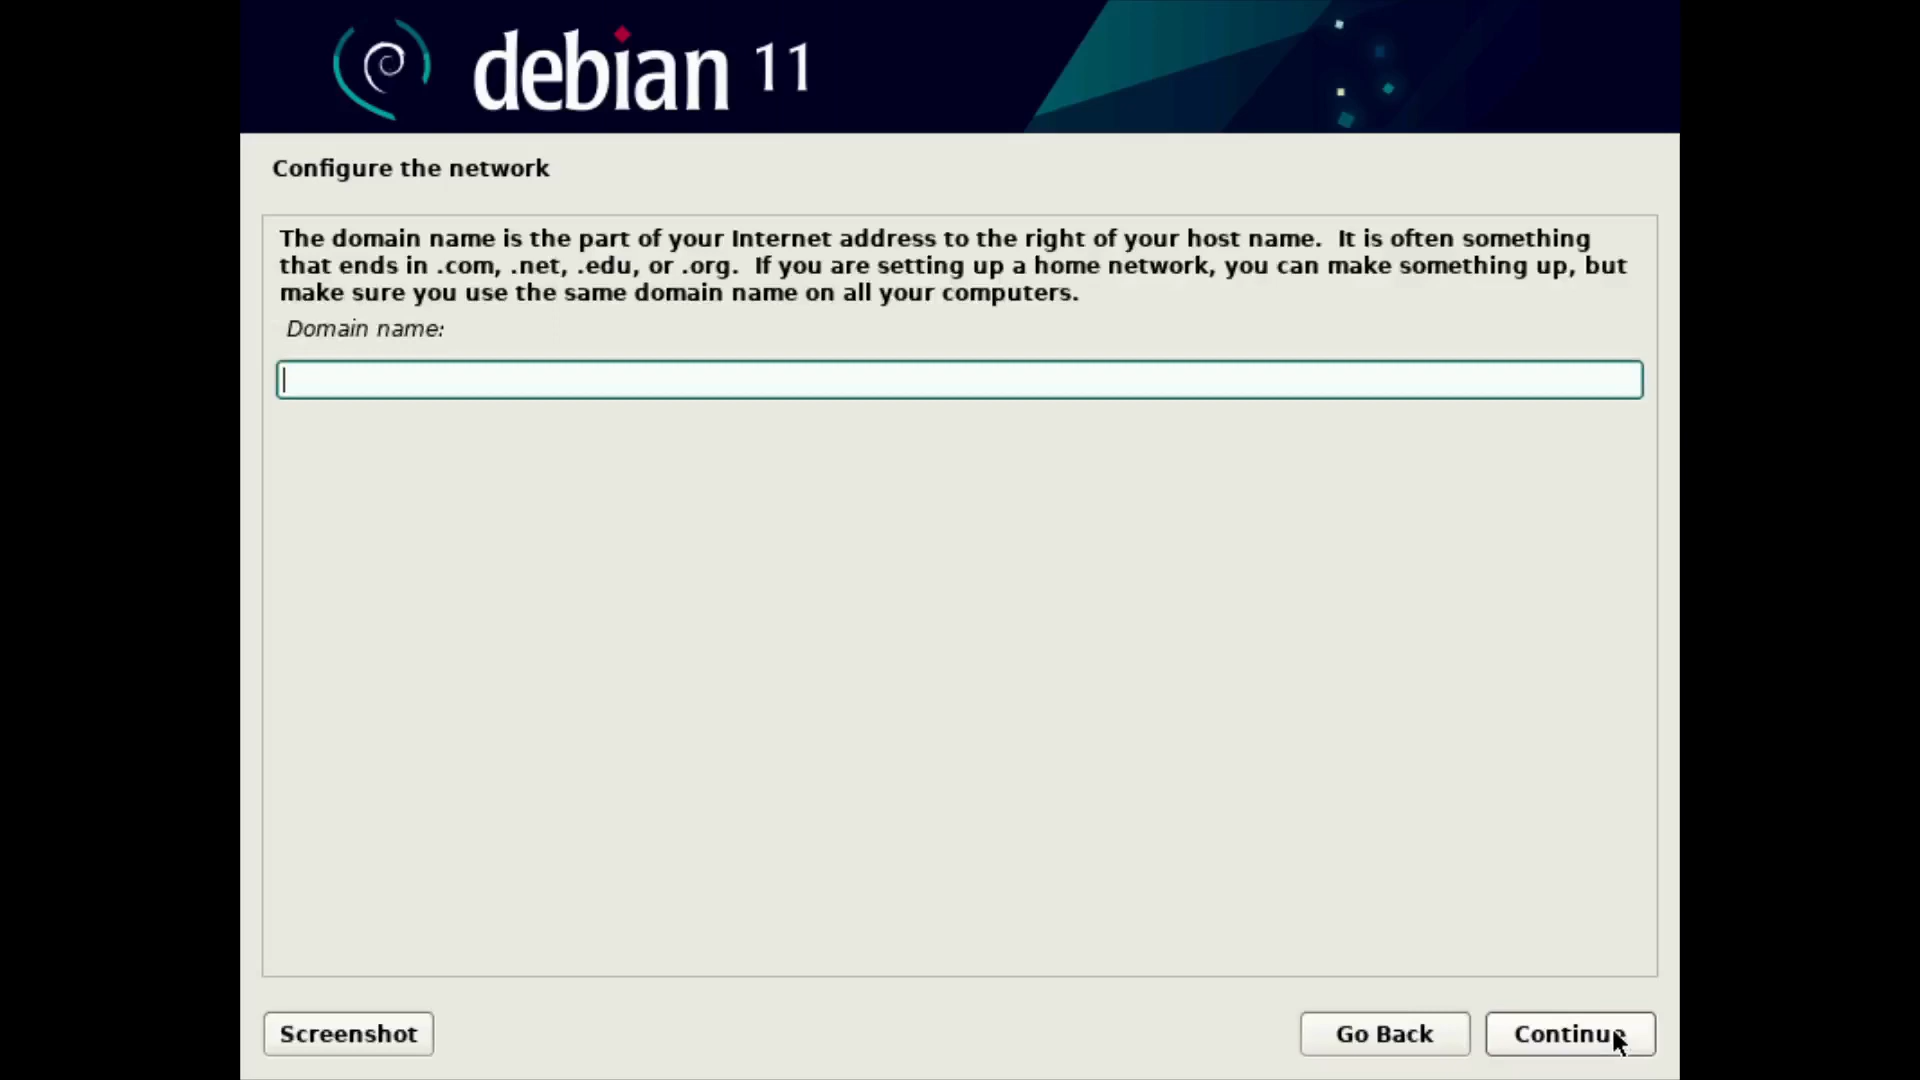 debian 11
Configure the network
The domain name is the part of your Internet address to the right of your host name.  It is often something
that ends in .com, .net, .edu, or .org.  If you are setting up a home network, you can make something up, but
make sure you use the same domain name on all your computers.
Domain name:
Screenshot
Go Back
Continue